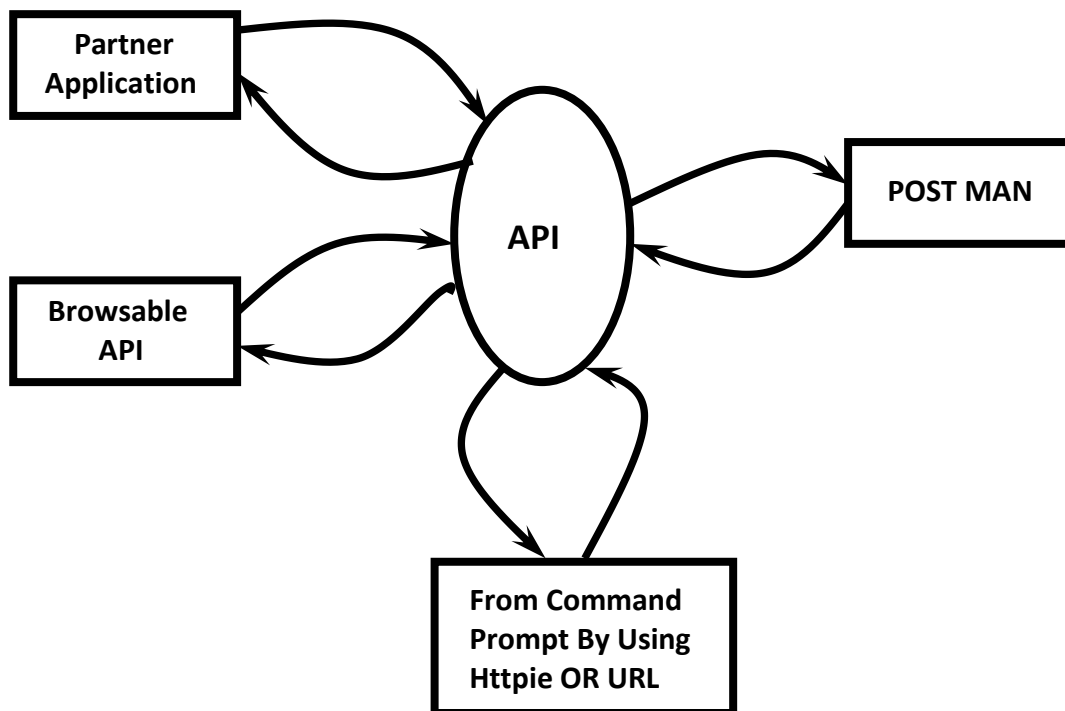 Partner
Application
API
POST MAN
Browsable
API
From Command
Prompt By Using
Httpie OR URL